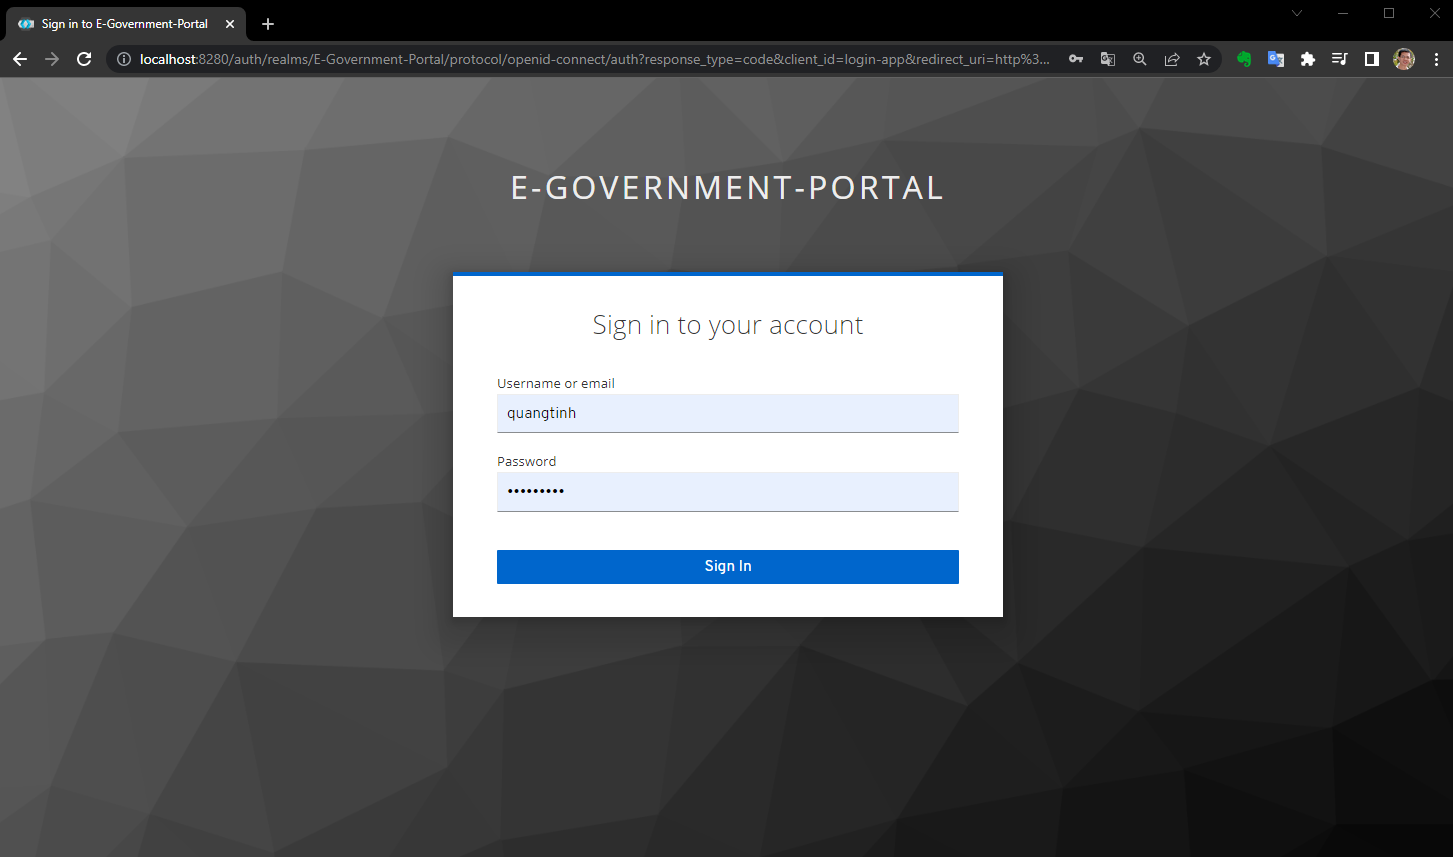 Sign in to E-Government-Portal
localhost:8280/auth/realms/E-Government-Portal/protocol/openid-connect/auth?response_type=code&client_id=login-app&redirect_uri=http%3...
E-GOVERNMENT-PORTAL
Sign in to your account
Username or email
quangtinh
Password
•••••••••
Sign In